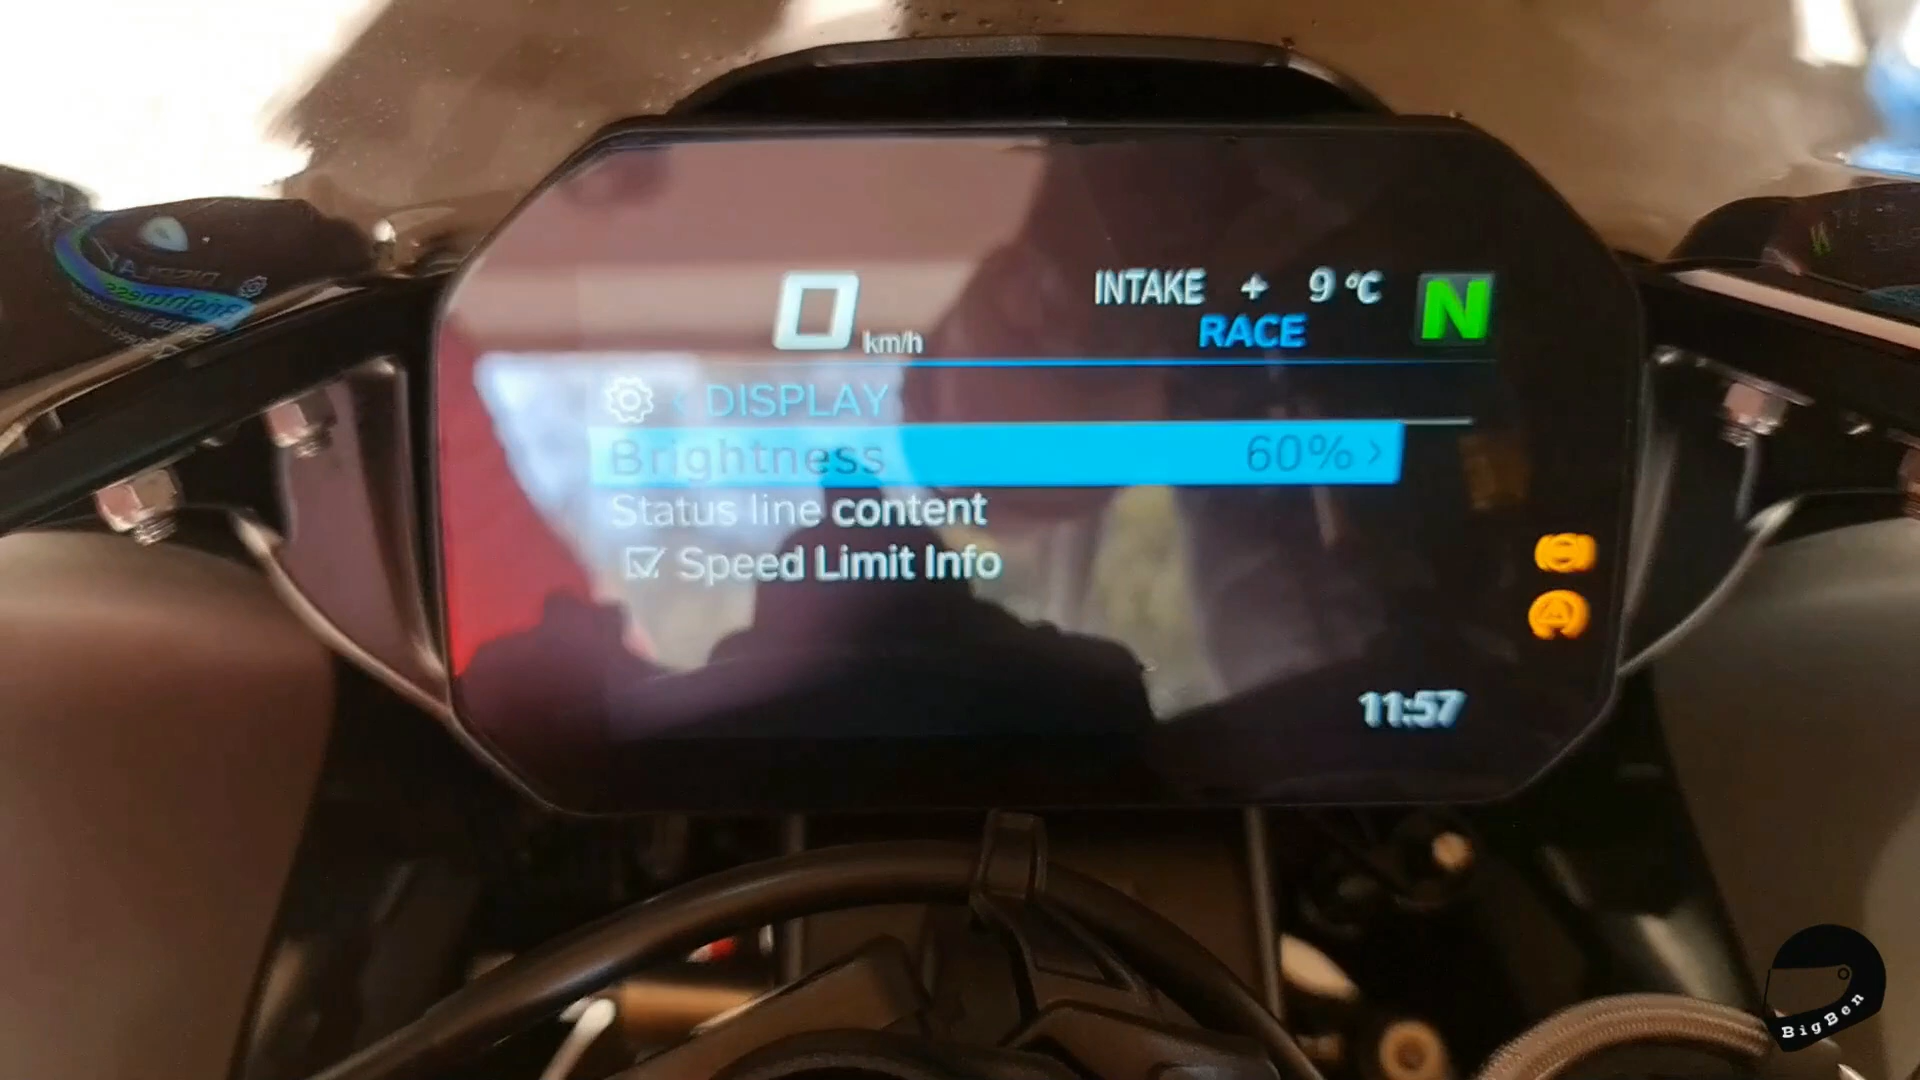 INTAKE + 9 °C
0 km/h
RACE
N
< DISPLAY
Brightness 60% >
Status line content
Speed Limit Info
11:57
BigBen